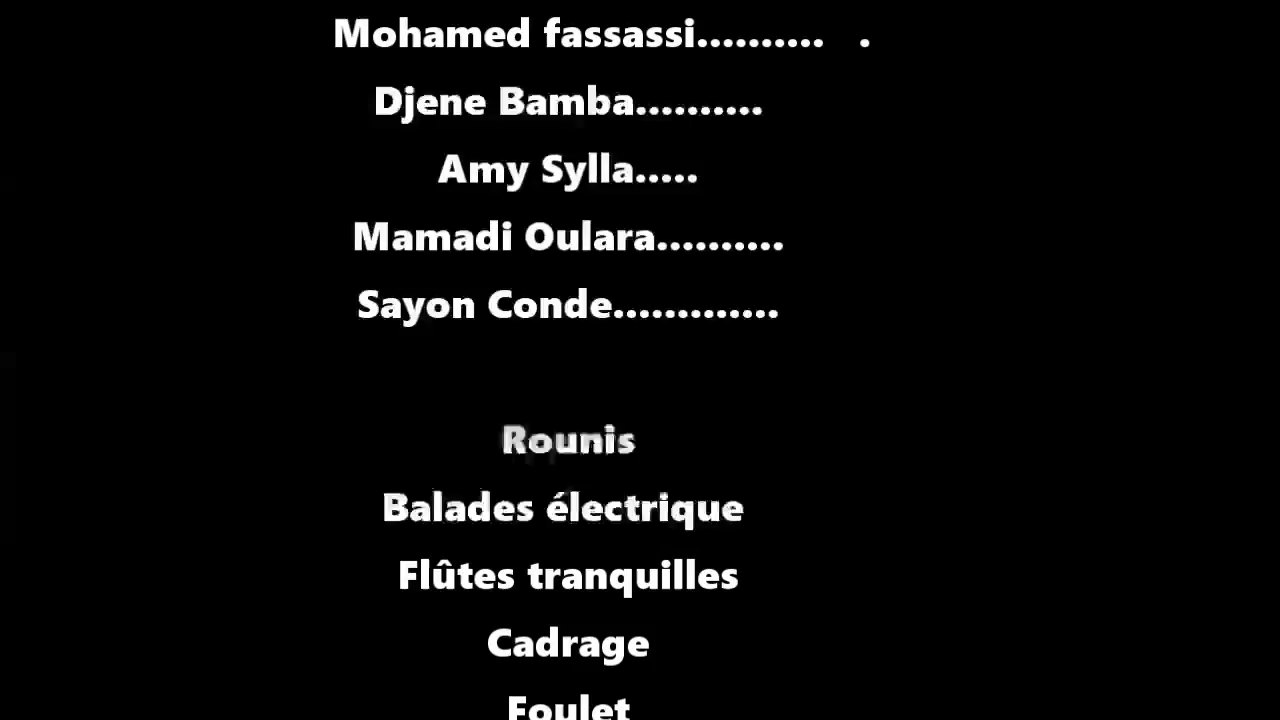 Mohamed fassassi.......... .
Djene Bamba..........
Amy Sylla.....
Mamadi Oulara..........
Sayon Conde.............
Rounis
Balades électrique
Flûtes tranquilles
Cadrage
Foulet